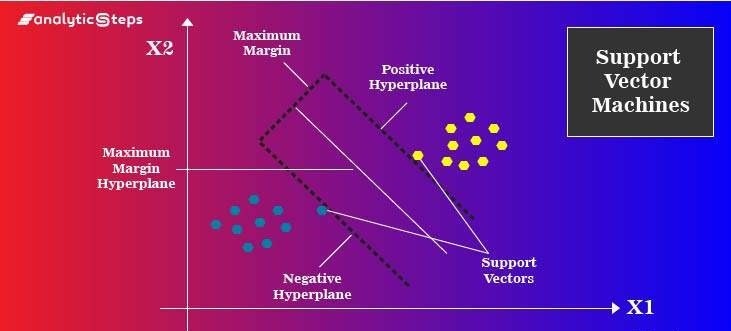 analyticSteps
X2
Maximum
Margin
Positive
Hyperplane
Support
Vector
Machines
Maximum
Margin
Hyperplane
Negative
Hyperplane
Support
Vectors
X1